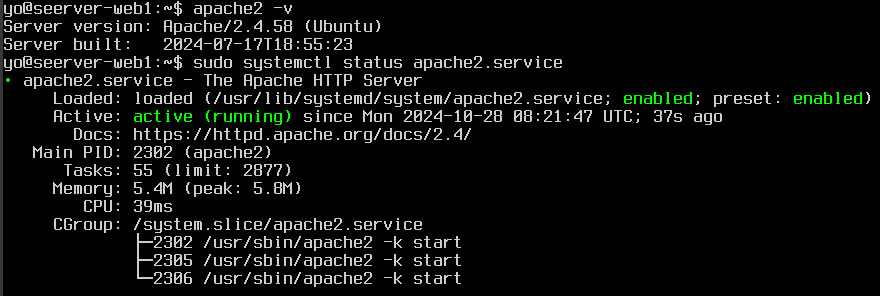 yo@seerver-web1:~$ apache2 -v
Server version: Apache/2.4.58 (Ubuntu)
Server built:   2024-07-17T18:55:23
yo@seerver-web1:~$ sudo systemctl status apache2.service
• apache2.service - The Apache HTTP Server
     Loaded: loaded (/usr/lib/systemd/system/apache2.service; enabled; preset: enabled)
     Active: active (running) since Mon 2024-10-28 08:21:47 UTC; 37s ago
       Docs: https://httpd.apache.org/docs/2.4/
   Main PID: 2302 (apache2)
      Tasks: 55 (limit: 2877)
     Memory: 5.4M (peak: 5.8M)
        CPU: 39ms
     CGroup: /system.slice/apache2.service
             ├─2302 /usr/sbin/apache2 -k start
             ├─2305 /usr/sbin/apache2 -k start
             └─2306 /usr/sbin/apache2 -k start